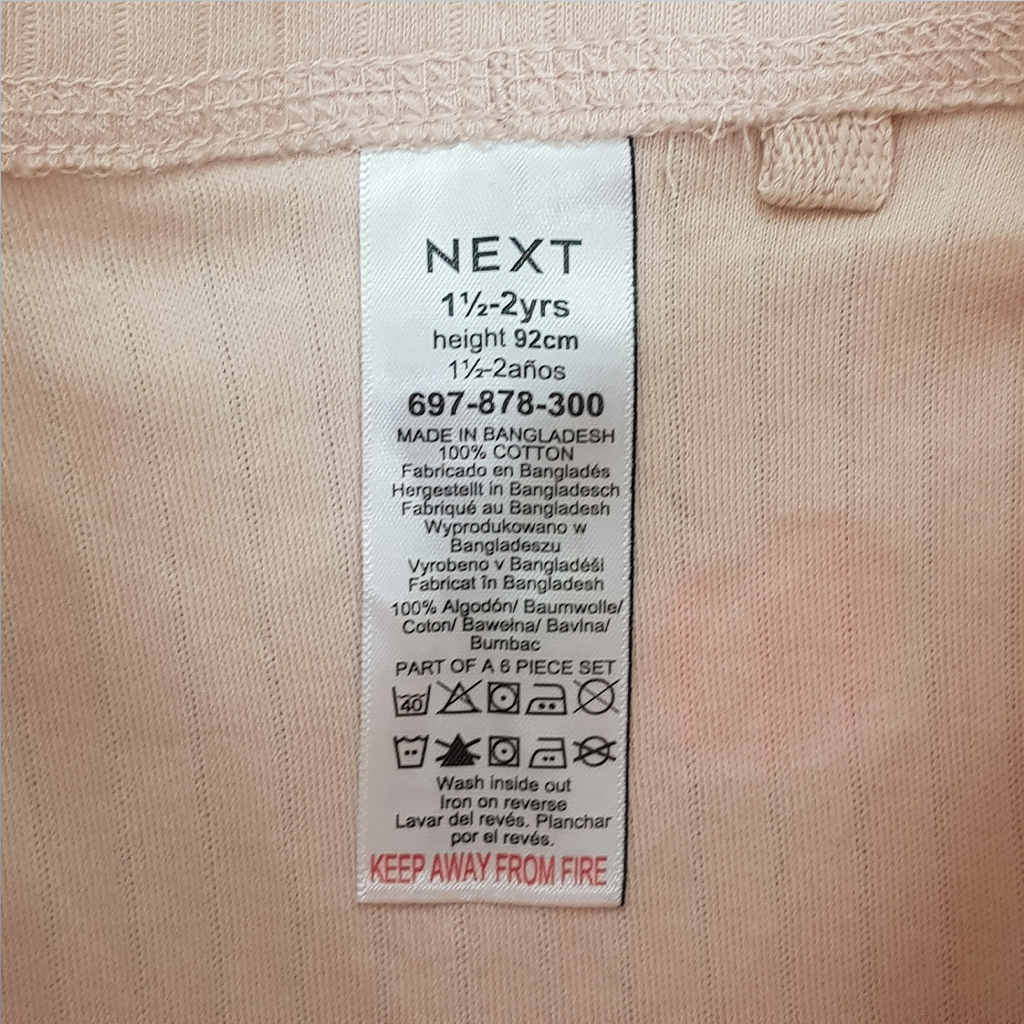 NEXT
1½-2yrs
height 92cm
1½-2años
697-878-300
MADE IN BANGLADESH
100% COTTON
Fabricado en Bangladés
Hergestellt in Bangladesch
Fabriqué au Bangladesh
Wyprodukowano w
Bangladeszu
Vyrobeno v Bangladéši
Fabricat în Bangladesh
100% Algodón/ Baumwolle/
Coton/ Bawełna/ Bavlna/
Bumbac
PART OF A 6 PIECE SET
40
Wash inside out
Iron on reverse
Lavar del revés. Planchar
por el revés.
KEEP AWAY FROM FIRE